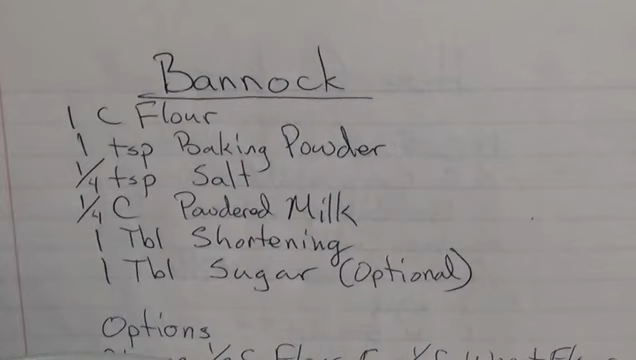 Bannock
1 C Flour
1 tsp Baking Powder
1/4 tsp Salt
1/4 C Powdered Milk
1 Tbl Shortening
1 Tbl Sugar (Optional)
Options